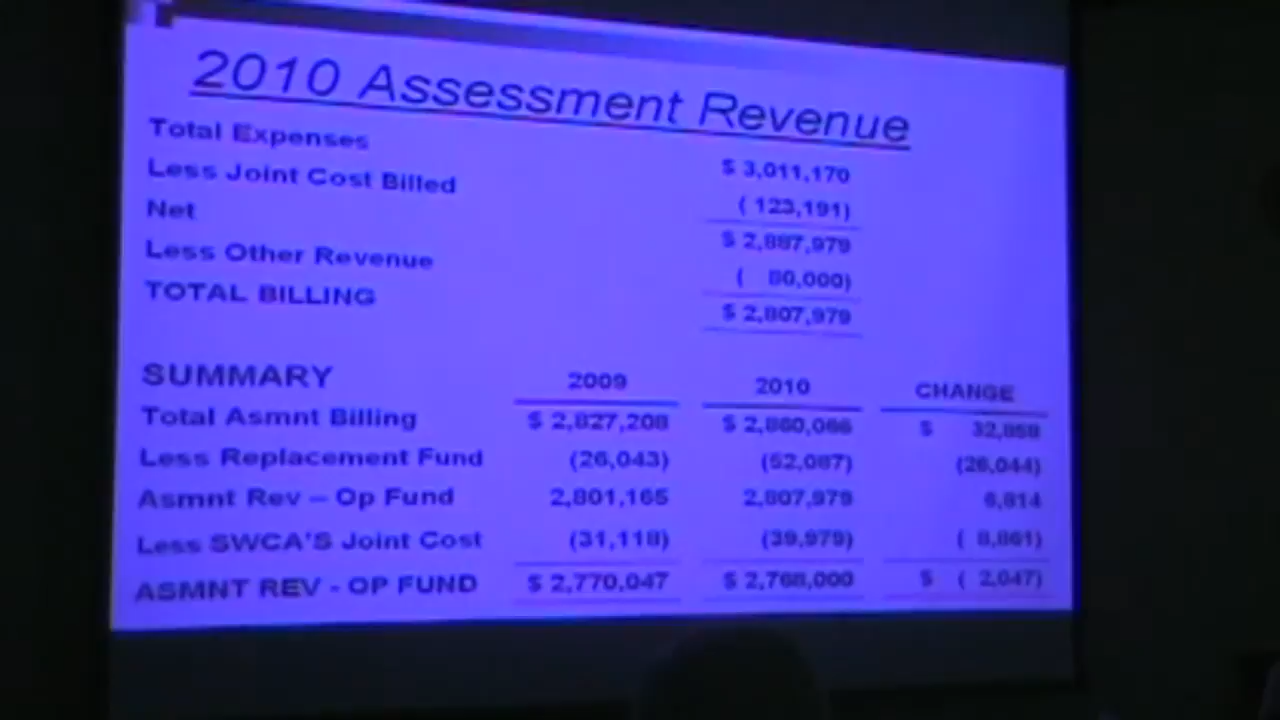 2010 Assessment Revenue
Total Expenses $ 3,011,170
Less Joint Cost Billed ( 123,191)
Net $ 2,887,979
Less Other Revenue ( 80,000)
TOTAL BILLING $ 2,807,979
SUMMARY 2009 2010 CHANGE
Total Asmnt Billing $ 2,827,208 $ 2,860,066 $ 32,858
Less Replacement Fund (26,043) (52,087) (26,044)
Asmnt Rev – Op Fund 2,801,165 2,807,979 6,814
Less SWCA'S Joint Cost (31,118) (39,979) ( 8,861)
ASMNT REV - OP FUND $ 2,770,047 $ 2,768,000 $ ( 2,047)